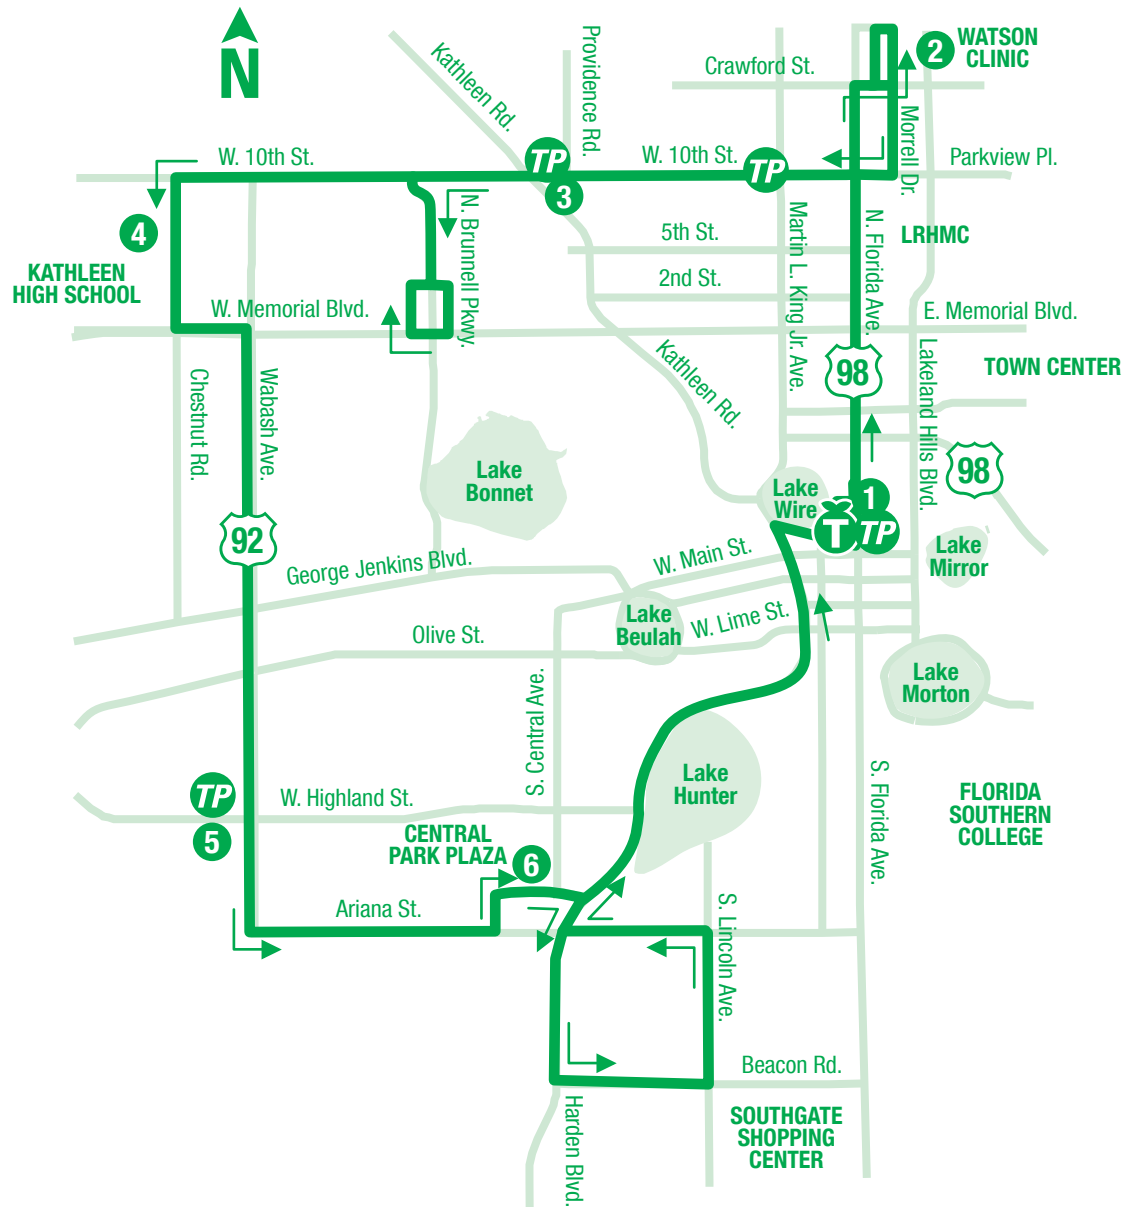 N
2
WATSON
CLINIC
Crawford St.
Kathleen Rd.
Providence Rd.
Morrell Dr.
W. 10th St.
TP
W. 10th St.
TP
Parkview Pl.
3
4
KATHLEEN
HIGH SCHOOL
N. Brunnell Pkwy.
Martin L. King Jr. Ave.
N. Florida Ave.
5th St.
LRHMC
2nd St.
W. Memorial Blvd.
E. Memorial Blvd.
Chestnut Rd.
Wabash Ave.
Kathleen Rd.
98
Lakeland Hills Blvd.
TOWN CENTER
98
Lake
Bonnet
Lake
Wire
1
T
TP
92
Lake
Mirror
George Jenkins Blvd.
W. Main St.
Lake
Beulah
W. Lime St.
Olive St.
Lake
Morton
S. Central Ave.
Lake
Hunter
S. Florida Ave.
TP
5
W. Highland St.
FLORIDA
SOUTHERN
COLLEGE
CENTRAL
PARK PLAZA
6
Ariana St.
S. Lincoln Ave.
Beacon Rd.
Harden Blvd.
SOUTHGATE
SHOPPING
CENTER